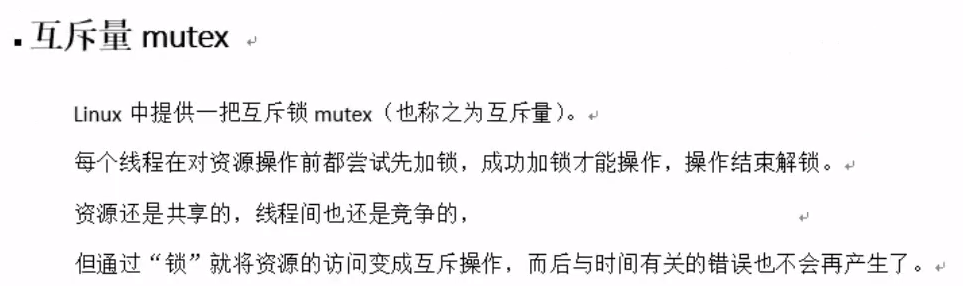 互斥量 mutex
Linux 中提供一把互斥锁 mutex（也称之为互斥量）。
每个线程在对资源操作前都尝试先加锁，成功加锁才能操作，操作结束解锁。
资源还是共享的，线程间也还是竞争的，
但通过“锁”就将资源的访问变成互斥操作，而后与时间有关的错误也不会再产生了。